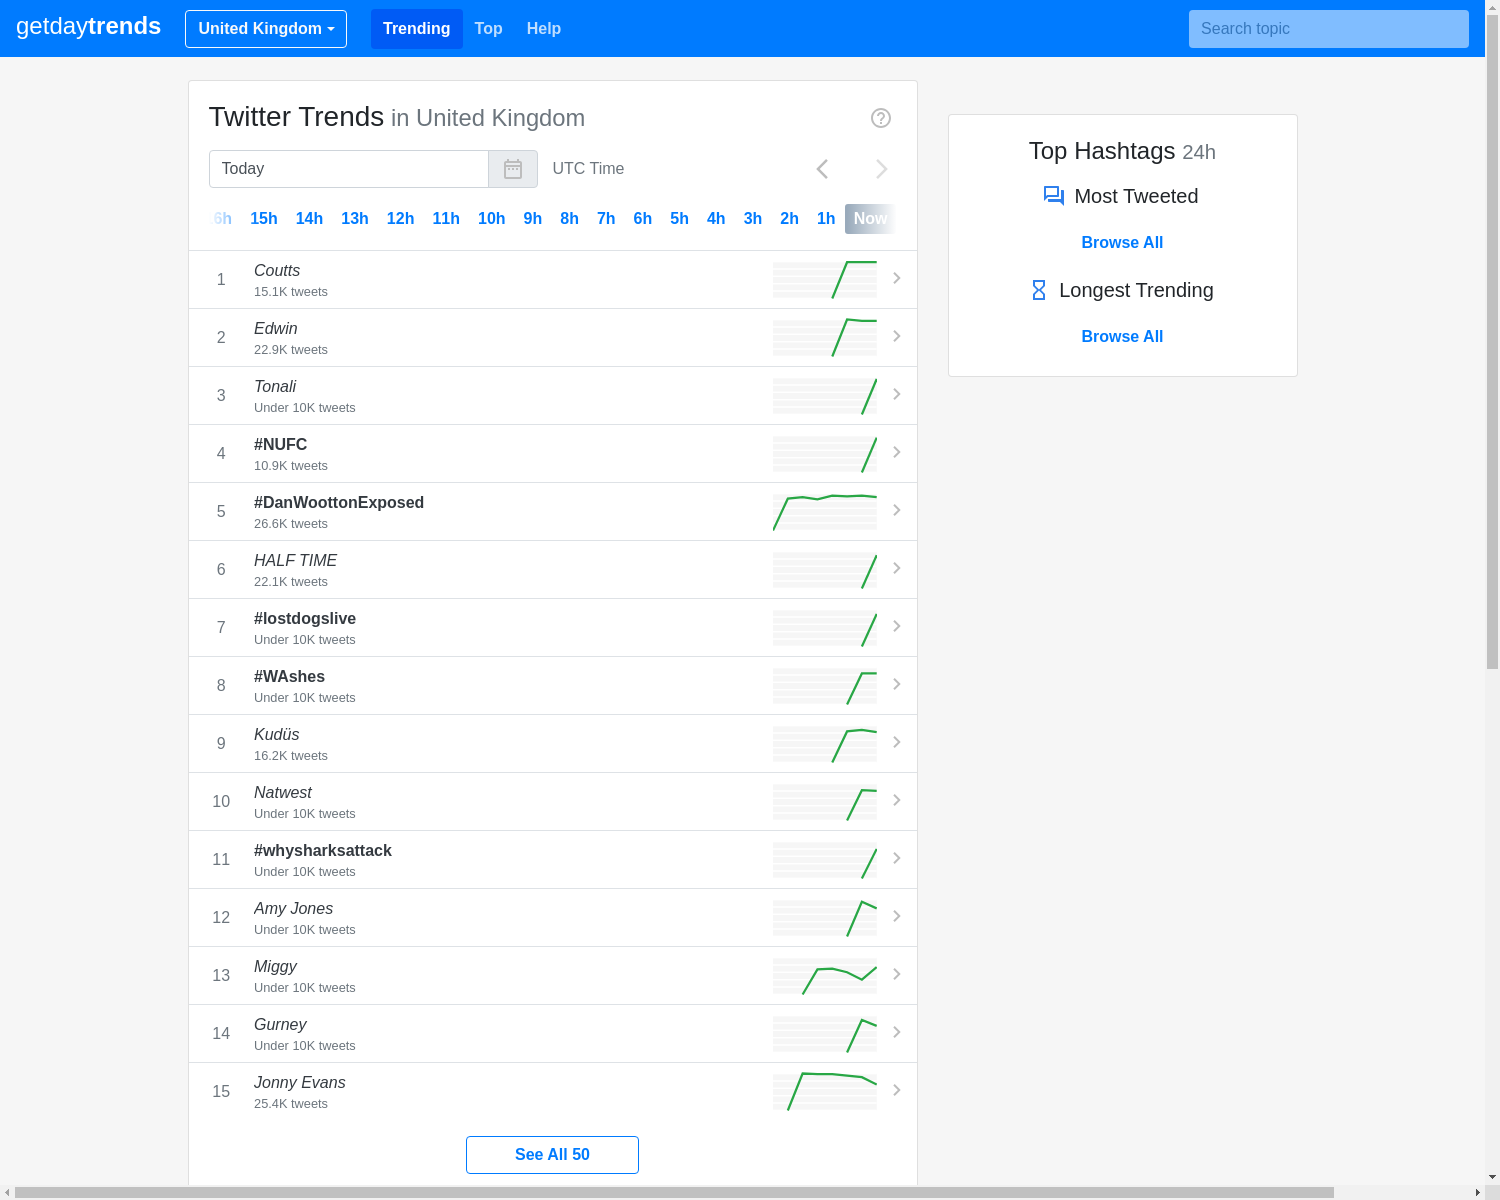 getdaytrends United Kingdom Trending Top Help Search topic
Twitter Trends in United Kingdom
Today UTC Time
6h 15h 14h 13h 12h 11h 10h 9h 8h 7h 6h 5h 4h 3h 2h 1h Now
1 Coutts
15.1K tweets
2 Edwin
22.9K tweets
3 Tonali
Under 10K tweets
4 #NUFC
10.9K tweets
5 #DanWoottonExposed
26.6K tweets
6 HALF TIME
22.1K tweets
7 #lostdogslive
Under 10K tweets
8 #WAshes
Under 10K tweets
9 Kudüs
16.2K tweets
10 Natwest
Under 10K tweets
11 #whysharksattack
Under 10K tweets
12 Amy Jones
Under 10K tweets
13 Miggy
Under 10K tweets
14 Gurney
Under 10K tweets
15 Jonny Evans
25.4K tweets
See All 50
Top Hashtags 24h
Most Tweeted
Browse All
Longest Trending
Browse All